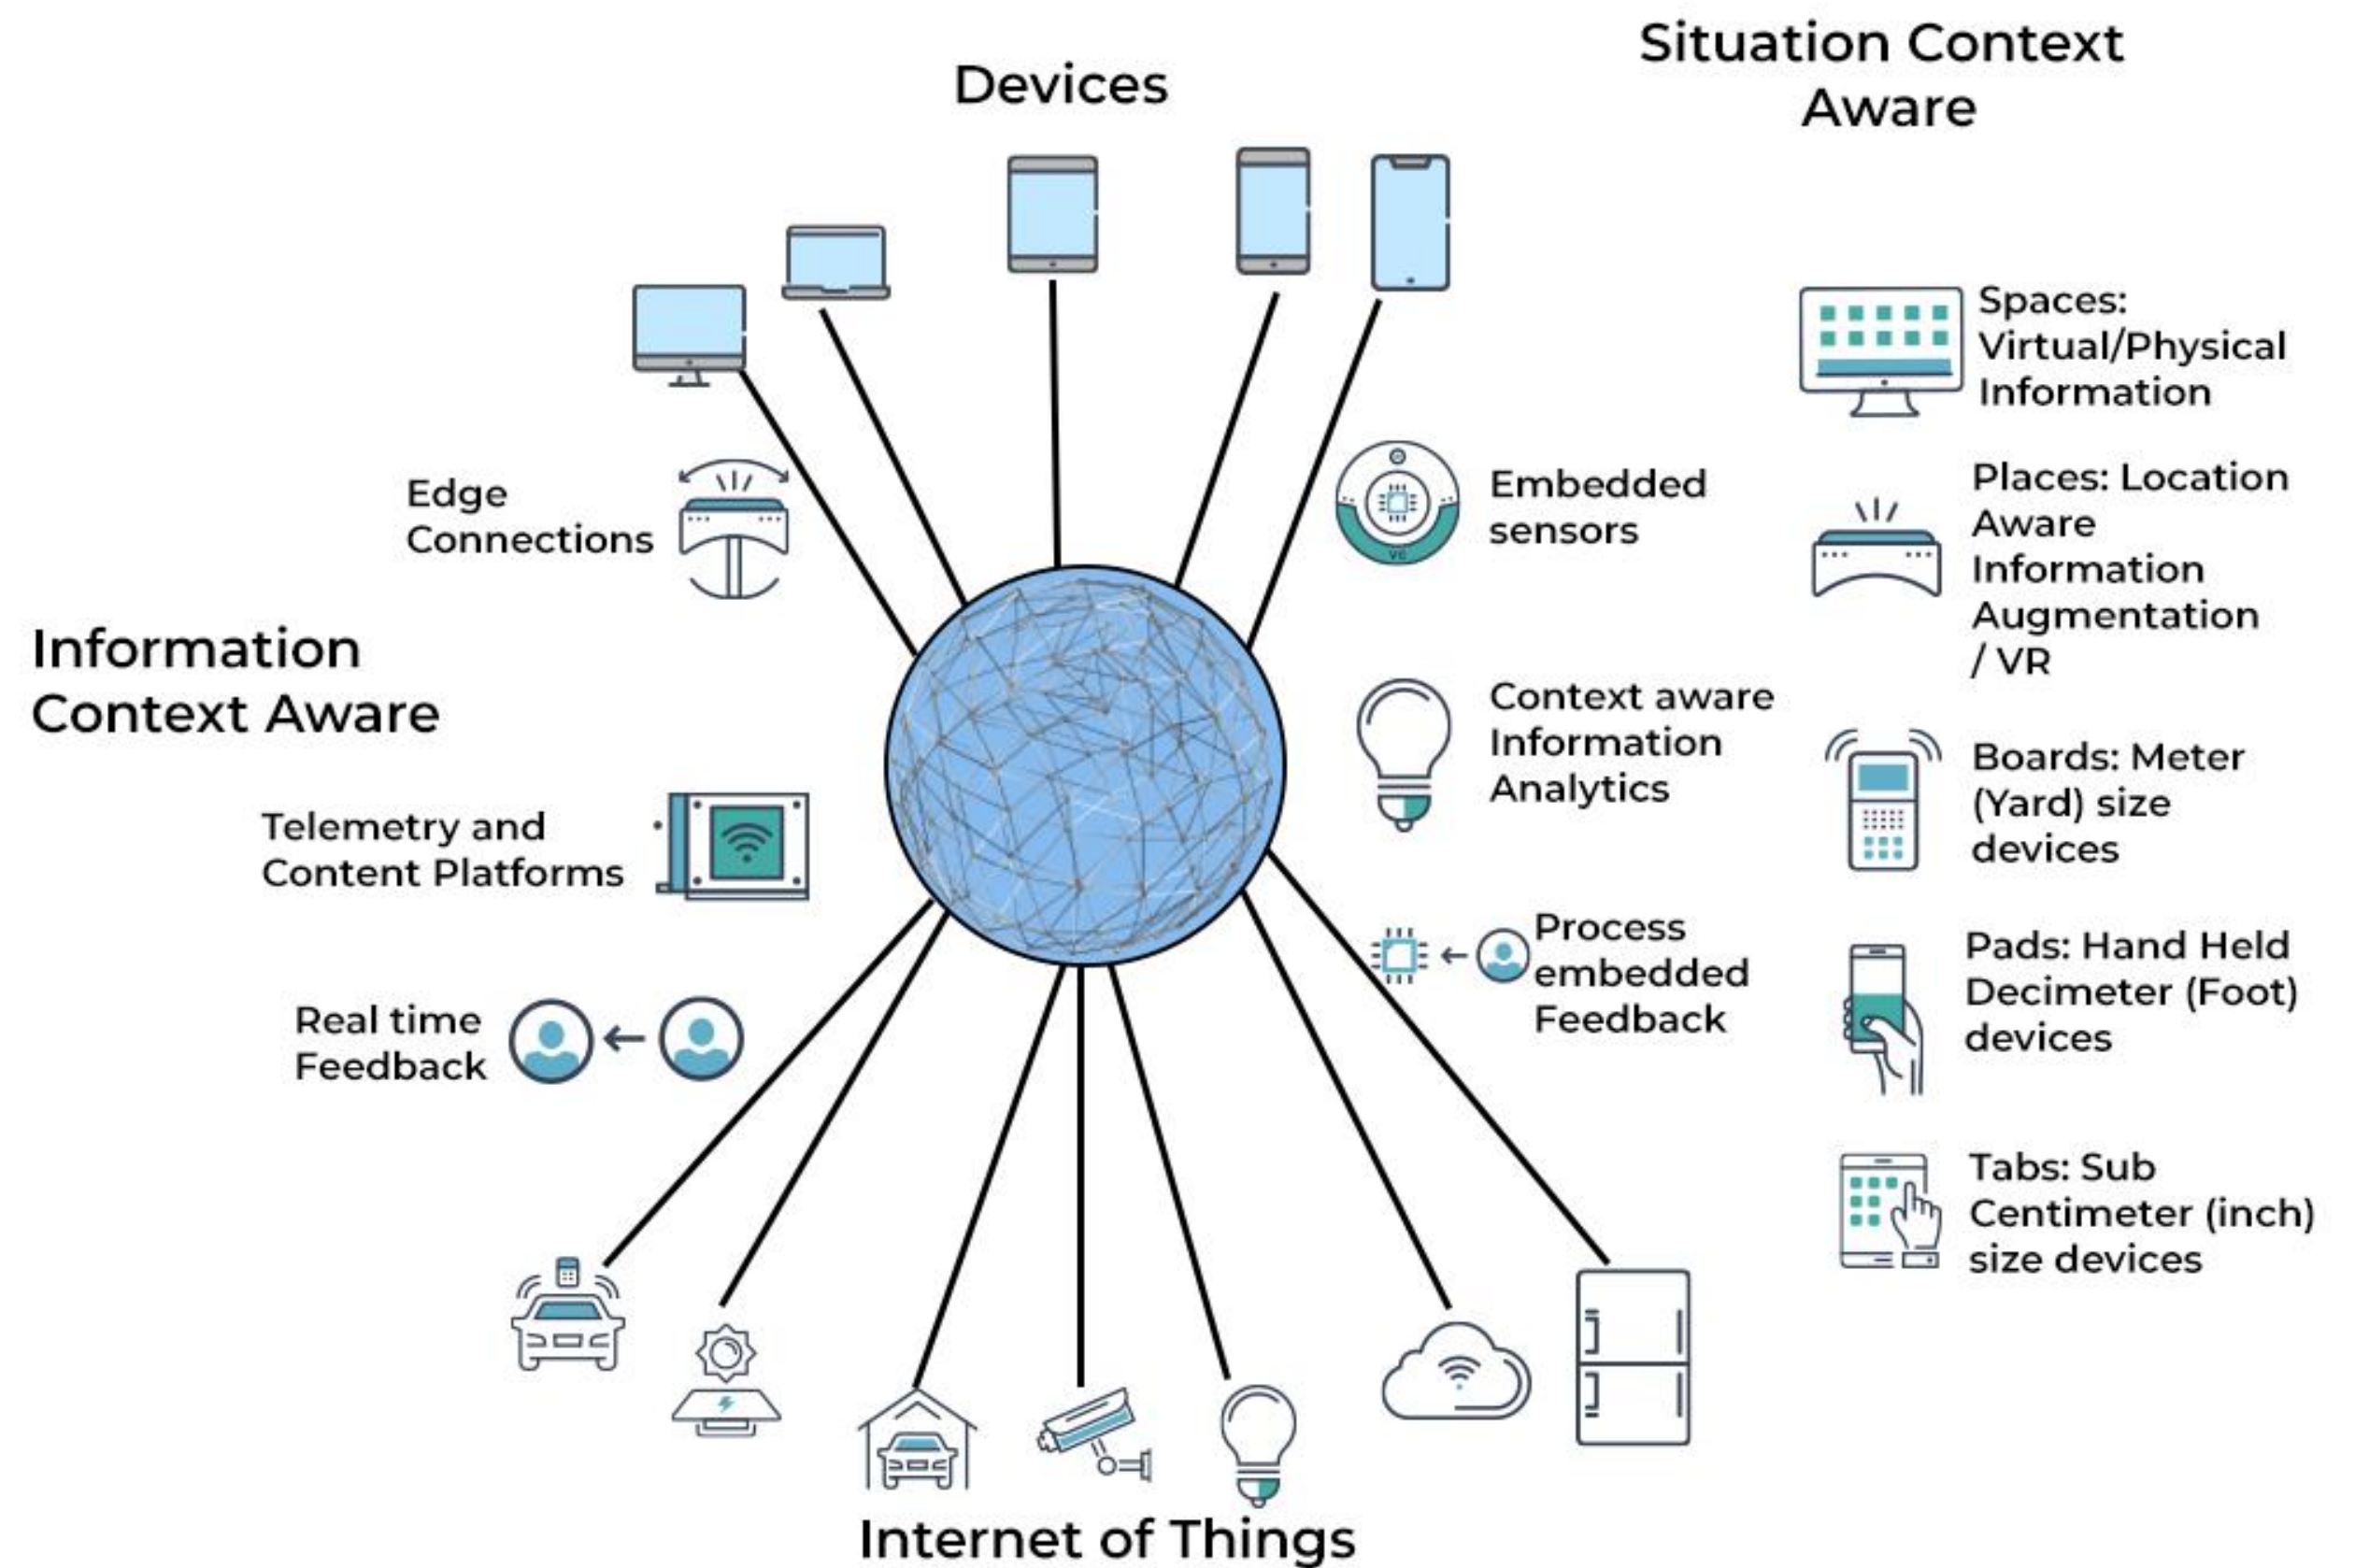 Devices
Situation Context
Aware
Edge
Connections
Information
Context Aware
Telemetry and
Content Platforms
Real time
Feedback
Embedded
sensors
VC
Context aware
Information
Analytics
Process
embedded
Feedback
Spaces:
Virtual/Physical
Information
Places: Location
Aware
Information
Augmentation
/ VR
Boards: Meter
(Yard) size
devices
Pads: Hand Held
Decimeter (Foot)
devices
Tabs: Sub
Centimeter (inch)
size devices
Internet of Things